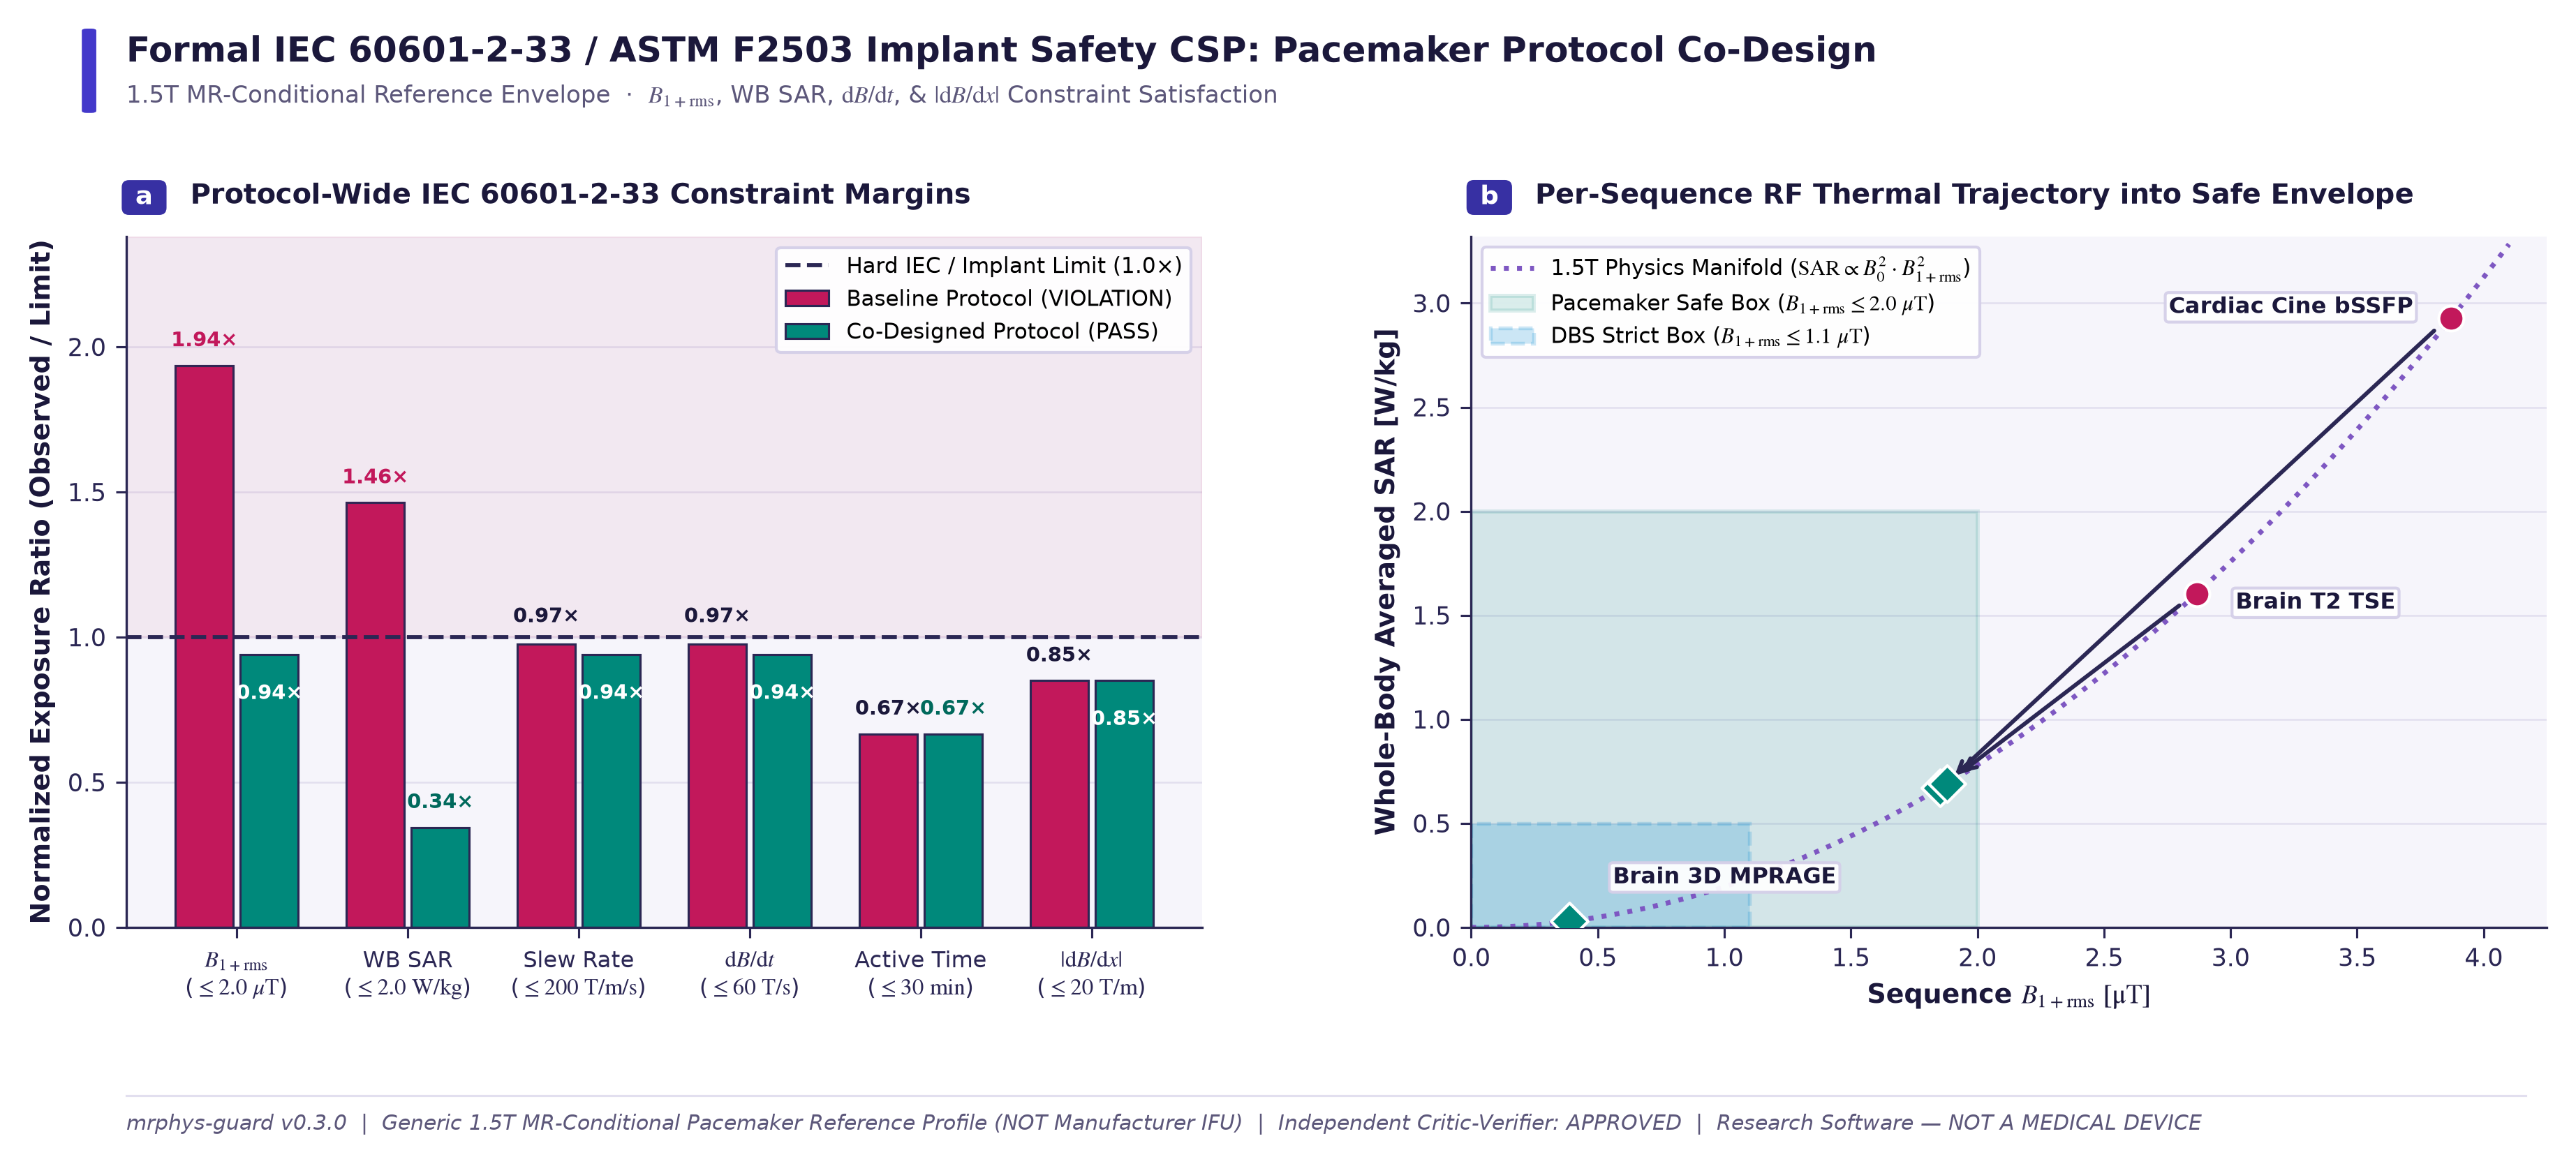 Formal IEC 60601-2-33 / ASTM F2503 Implant Safety CSP: Pacemaker Protocol Co-Design
1.5T MR-Conditional Reference Envelope · B1+rms, WB SAR, dB/dt, & |dB/dx| Constraint Satisfaction
a Protocol-Wide IEC 60601-2-33 Constraint Margins
Normalized Exposure Ratio (Observed / Limit)
2.0
1.5
1.0
0.5
0.0
Hard IEC / Implant Limit (1.0×)
Baseline Protocol (VIOLATION)
Co-Designed Protocol (PASS)
1.94×
0.94×
1.46×
0.34×
0.97×
0.94×
0.97×
0.94×
0.67×
0.67×
0.85×
0.85×
B1+rms
(≤2.0 μT)
WB SAR
(≤2.0 W/kg)
Slew Rate
(≤200 T/m/s)
dB/dt
(≤60 T/s)
Active Time
(≤30 min)
|dB/dx|
(≤20 T/m)
b Per-Sequence RF Thermal Trajectory into Safe Envelope
Whole-Body Averaged SAR [W/kg]
3.0
2.5
2.0
1.5
1.0
0.5
0.0
1.5T Physics Manifold (SAR ∝ B0² · B1+rms²)
Pacemaker Safe Box (B1+rms ≤ 2.0 μT)
DBS Strict Box (B1+rms ≤ 1.1 μT)
Cardiac Cine bSSFP
Brain T2 TSE
Brain 3D MPRAGE
0.0 0.5 1.0 1.5 2.0 2.5 3.0 3.5 4.0
Sequence B1+rms [μT]
mrphys-guard v0.3.0 | Generic 1.5T MR-Conditional Pacemaker Reference Profile (NOT Manufacturer IFU) | Independent Critic-Verifier: APPROVED | Research Software — NOT A MEDICAL DEVICE